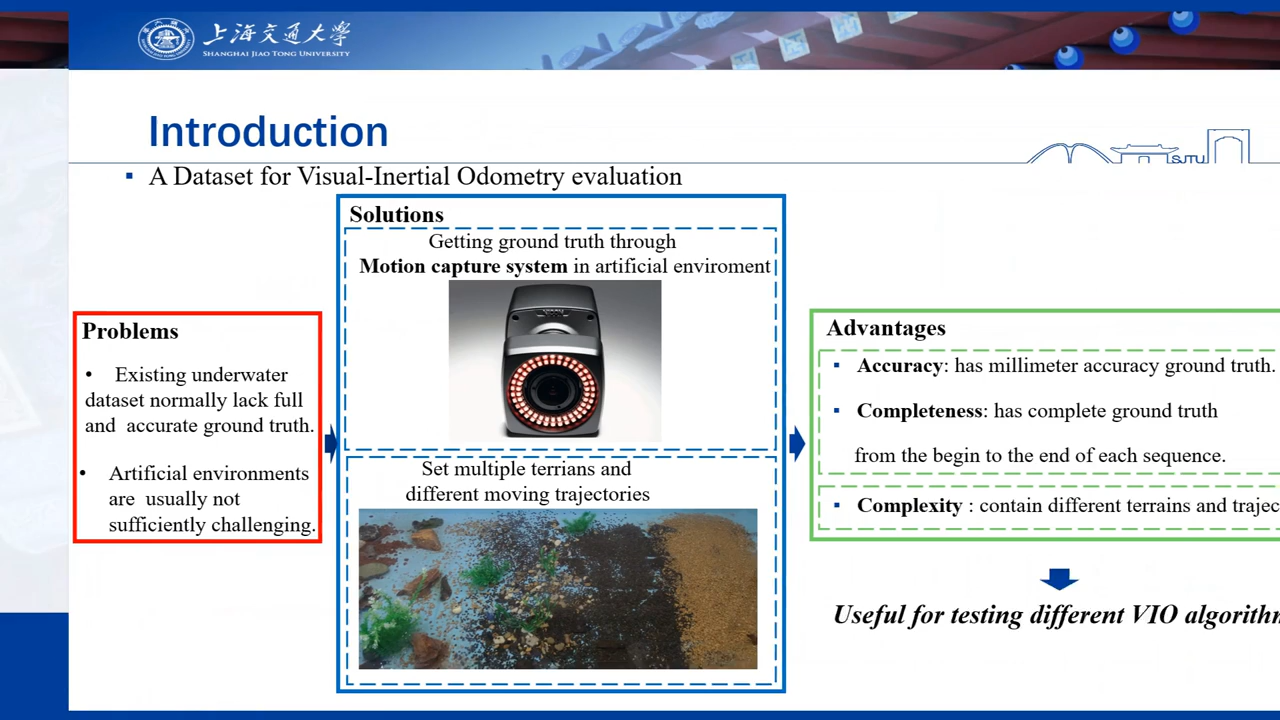 上海交通大学
SHANGHAI JIAO TONG UNIVERSITY
Introduction
▪ A Dataset for Visual-Inertial Odometry evaluation
Problems
• Existing underwater
dataset normally lack full
and accurate ground truth.
• Artificial environments
are usually not
sufficiently challenging.
Solutions
Getting ground truth through
Motion capture system in artificial enviroment
Set multiple terrians and
different moving trajectories
Advantages
▪ Accuracy: has millimeter accuracy ground truth.
▪ Completeness: has complete ground truth
from the begin to the end of each sequence.
▪ Complexity : contain different terrains and trajec
Useful for testing different VIO algorithm